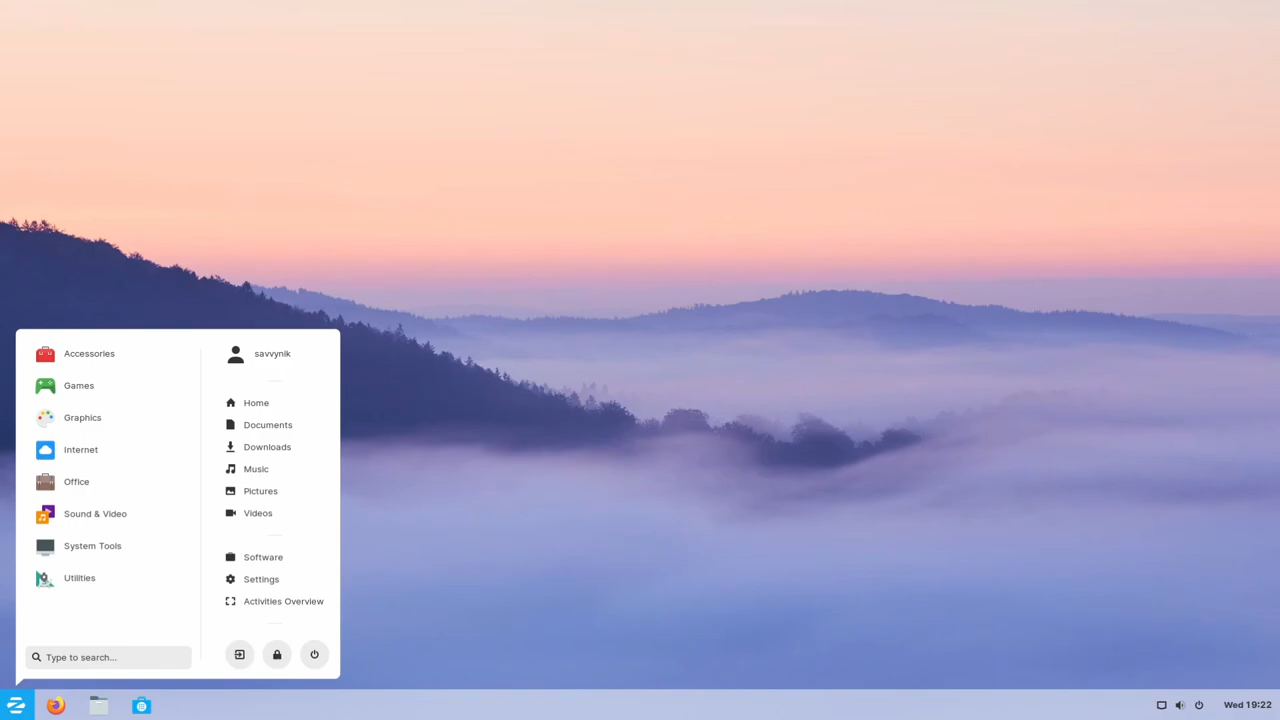 Accessories
Games
Graphics
Internet
Office
Sound & Video
System Tools
Utilities
Type to search...
savvynik
Home
Documents
Downloads
Music
Pictures
Videos
Software
Settings
Activities Overview
Wed 19:22